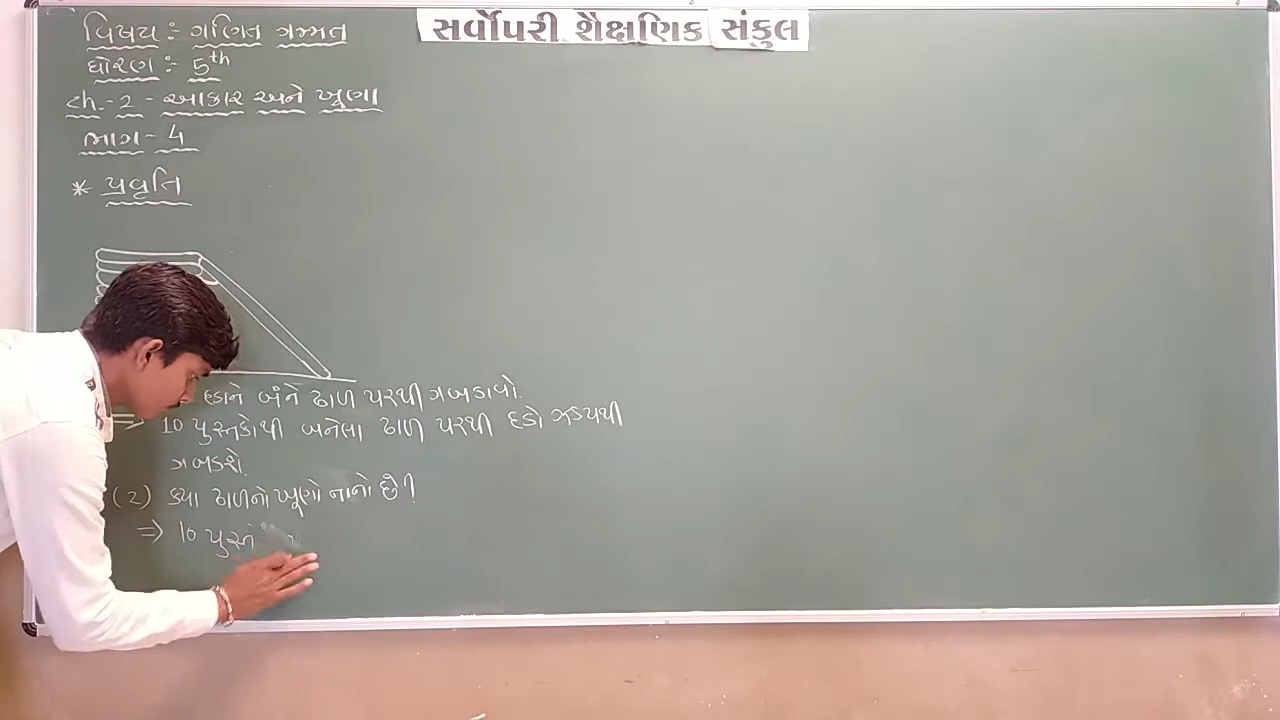 સર્વોપરી શૈક્ષણિક સંકુલ
વિષય : ગણિત ગમ્મત
ધોરણ : 5th
ch. - 2 - આકાર અને ખૂણા
ભાગ - 4
* પ્રવૃતિ
દડાને બંને ઢાળ પરથી ગબડાવો.
⇒ 10 પુસ્તકોથી બનેલા ઢાળ પરથી દડો ઝડપથી
ગબડશે.
(2) ક્યા ઢાળનો ખૂણો નાનો છે?
⇒ 10 પુસ્ત